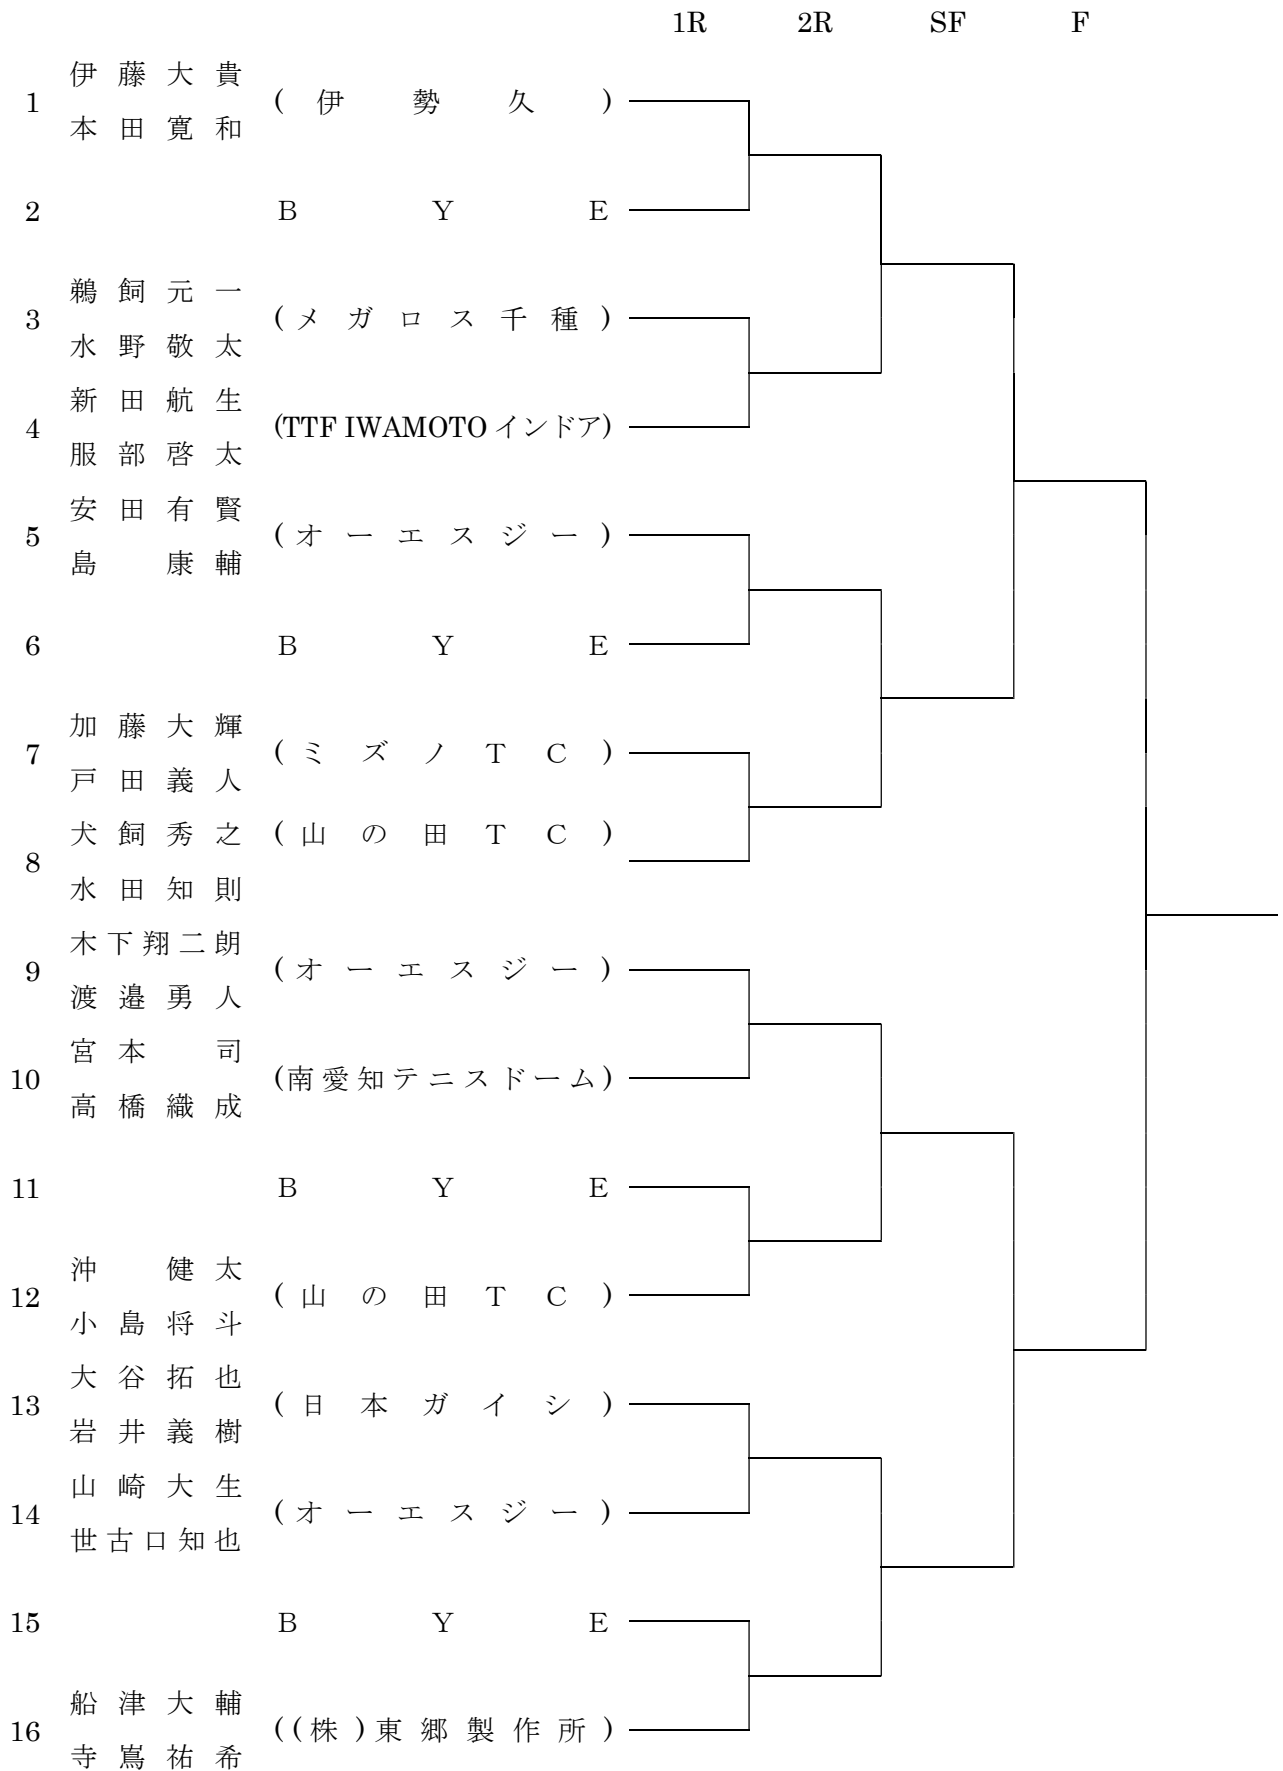 1R 2R SF F
伊藤大貴
1 (伊勢久)
本田寛和
2 BYE
鵜飼元一
3 (メガロス千種)
水野敬太
新田航生
4 (TTF IWAMOTO インドア)
服部啓太
安田有賢
5 (オーエスジー)
島 康輔
6 BYE
加藤大輝
7 (ミズノTC)
戸田義人
犬飼秀之 (山の田TC)
8
水田知則
木下翔二朗
9 (オーエスジー)
渡邉勇人
宮本 司
10 (南愛知テニスドーム)
高橋織成
11 BYE
沖 健太
12 (山の田TC)
小島将斗
大谷拓也
13 (日本ガイシ)
岩井義樹
山崎大生
14 (オーエスジー)
世古口知也
15 BYE
船津大輔
16 ((株)東郷製作所)
寺嶌祐希